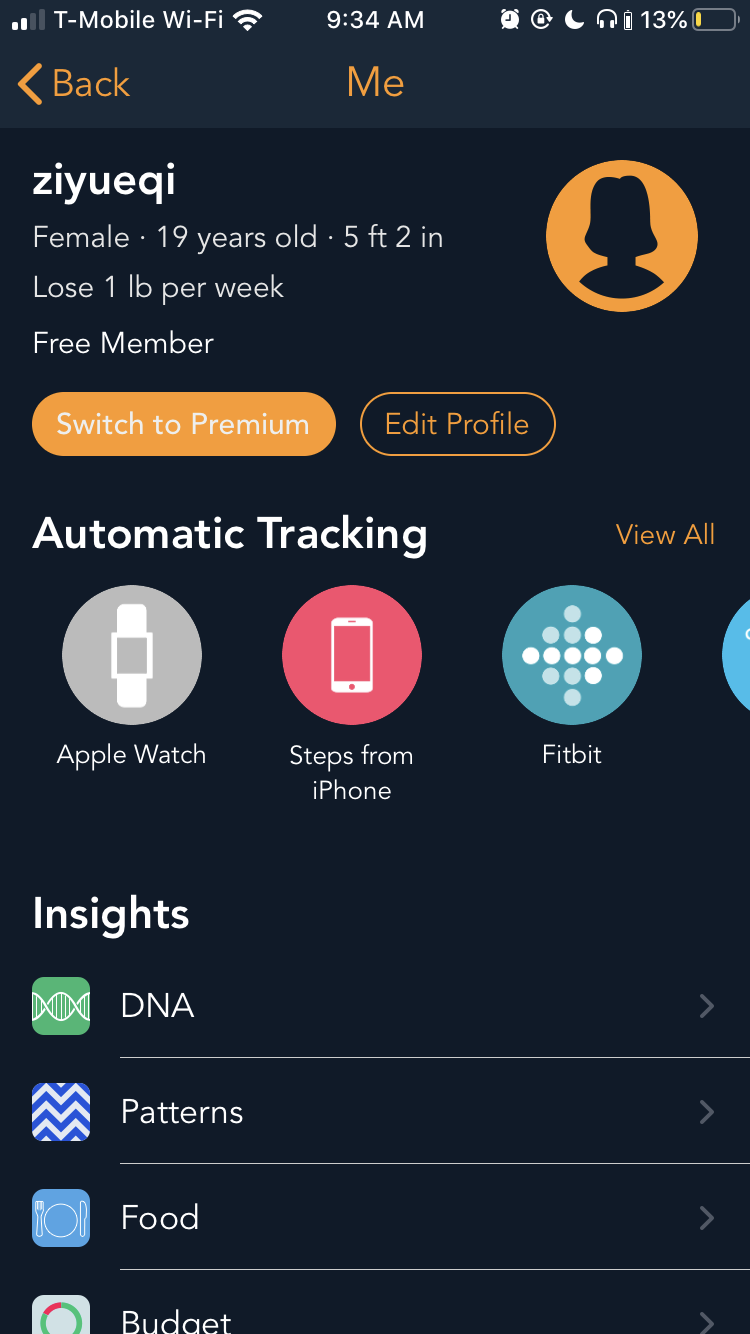 T-Mobile Wi-Fi 9:34 AM 13%
Back Me
ziyueqi
Female · 19 years old · 5 ft 2 in
Lose 1 lb per week
Free Member
Switch to Premium Edit Profile
Automatic Tracking View All
Apple Watch Steps from Fitbit
iPhone
Insights
DNA
Patterns
Food
Budget